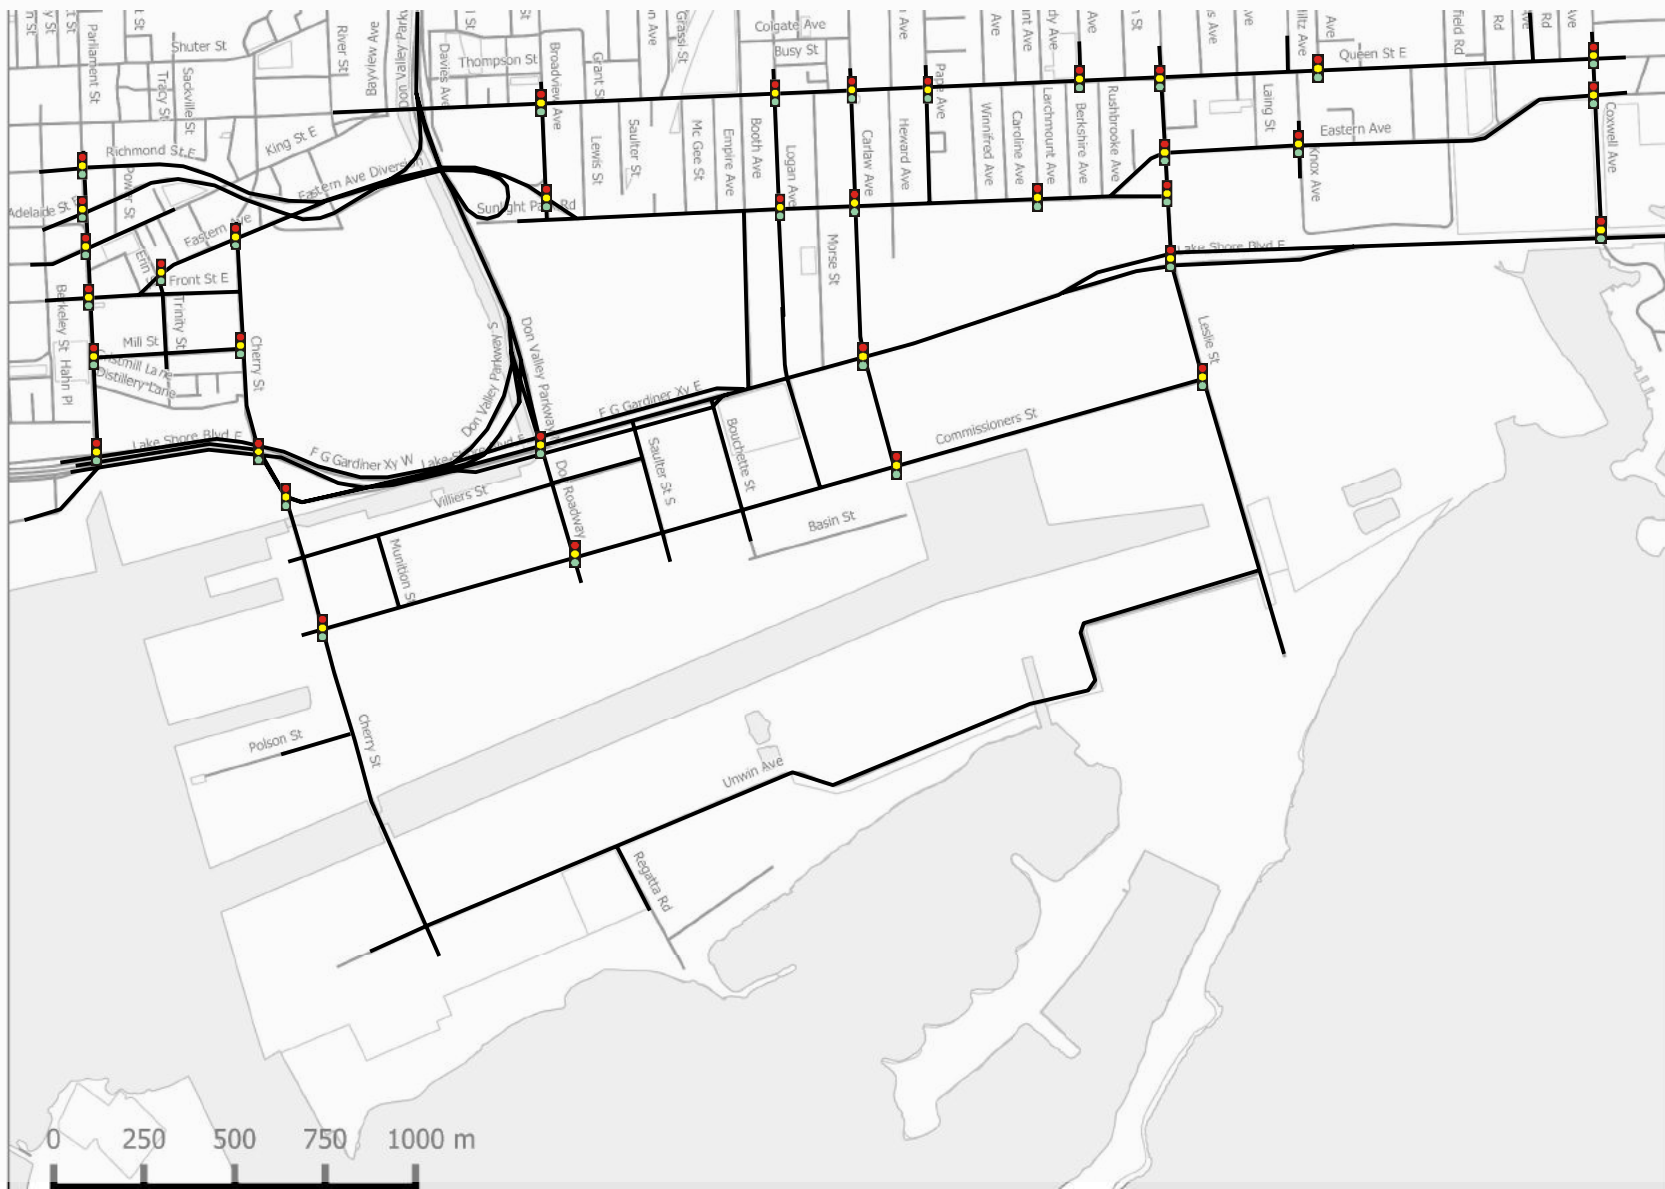 Parliament St
Shuter St
River St
Bayview Ave
Davies Ave
Thompson St
Broadview Ave
Grant St
Grassi St
Colgate Ave
Busy St
Queen St E
Tracy St
Sackville St
King St E
Richmond St E
Eastern Ave Diversion
Lewis St
Saulter St
Mc Gee St
Empire Ave
Booth Ave
Logan Ave
Carlaw Ave
Heward Ave
Pape Ave
Winnifred Ave
Caroline Ave
Larchmount Ave
Berkshire Ave
Rushbrooke Ave
Laing St
Knox Ave
Eastern Ave
Coxwell Ave
Adelaide St E
Power St
Erin St
Eastern Ave
Front St E
Trinity St
Berkeley St
Hahn Pl
Mill St
Distillery Lane
Cherry St
Morse St
Lake Shore Blvd E
Leslie St
Don Valley Parkway S
Don Valley Parkway
F G Gardiner Xy E
Lake Shore Blvd E
F G Gardiner Xy W
Lake Shore Blvd E
Commissioners St
Bouchette St
Saulter St S
Don Roadway
Villiers St
Munition St
Basin St
Cherry St
Polson St
Unwin Ave
Regatta Rd
0 250 500 750 1000 m